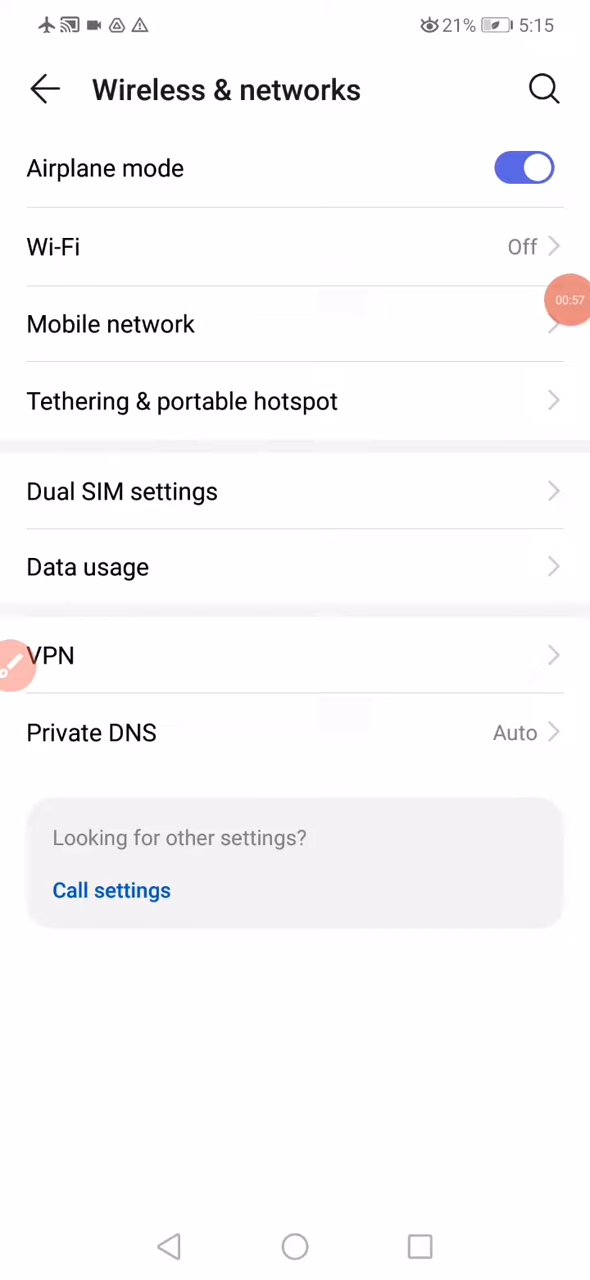 21% 5:15
Wireless & networks
Airplane mode
Wi-Fi Off
00:57
Mobile network
Tethering & portable hotspot
Dual SIM settings
Data usage
VPN
Private DNS Auto
Looking for other settings?
Call settings